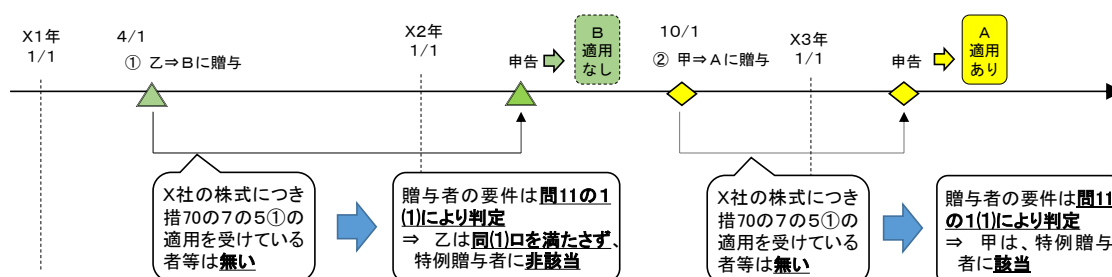 X1年
1/1
4/1
① 乙⇒Bに贈与
X2年
1/1
申告
B
適用
なし
10/1
② 甲⇒Aに贈与
X3年
1/1
申告
A
適用
あり
X社の株式につき
措70の7の5①の
適用を受けている
者等は無い
贈与者の要件は問11の1
(1)により判定
⇒ 乙は同(1)ロを満たさず、
特例贈与者に非該当
X社の株式につき
措70の7の5①の
適用を受けている
者等は無い
贈与者の要件は問11
の1(1)により判定
⇒ 甲は、特例贈与
者に該当